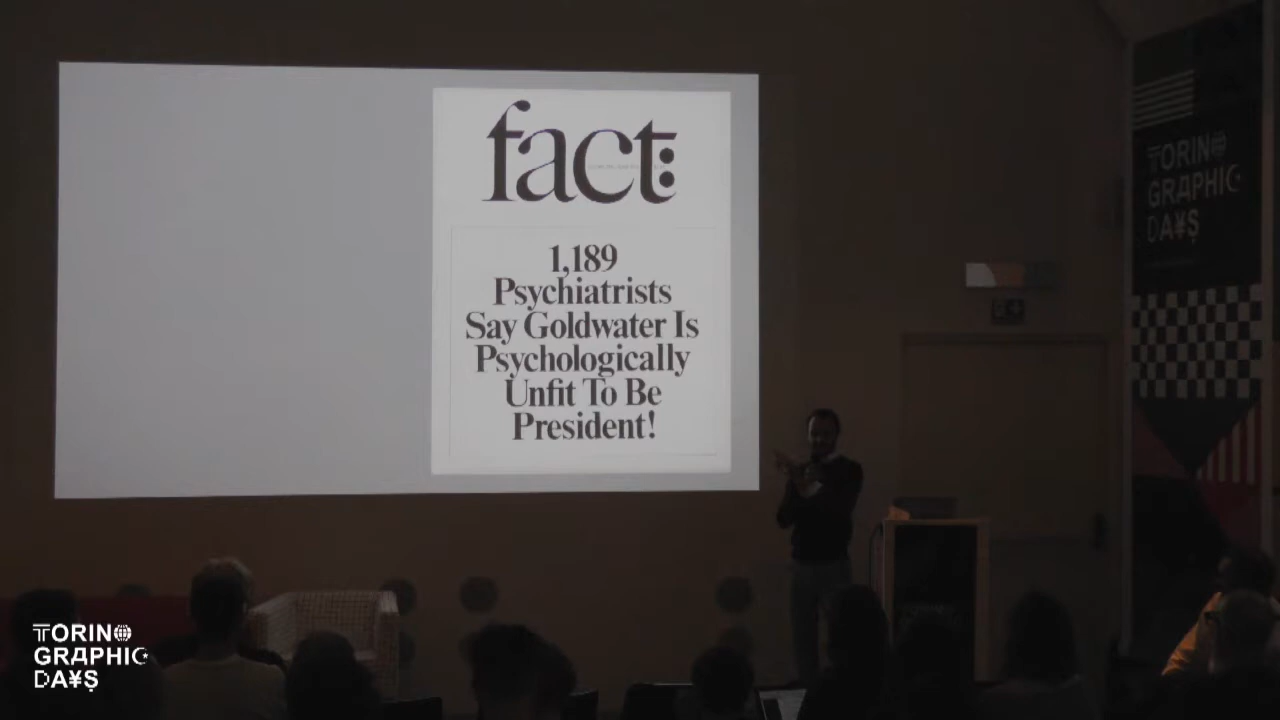 fact:
1,189
Psychiatrists
Say Goldwater Is
Psychologically
Unfit To Be
President!
TORINO
GRAPHIC
DA¥S
TORINO
GRAPHIC
DA¥S